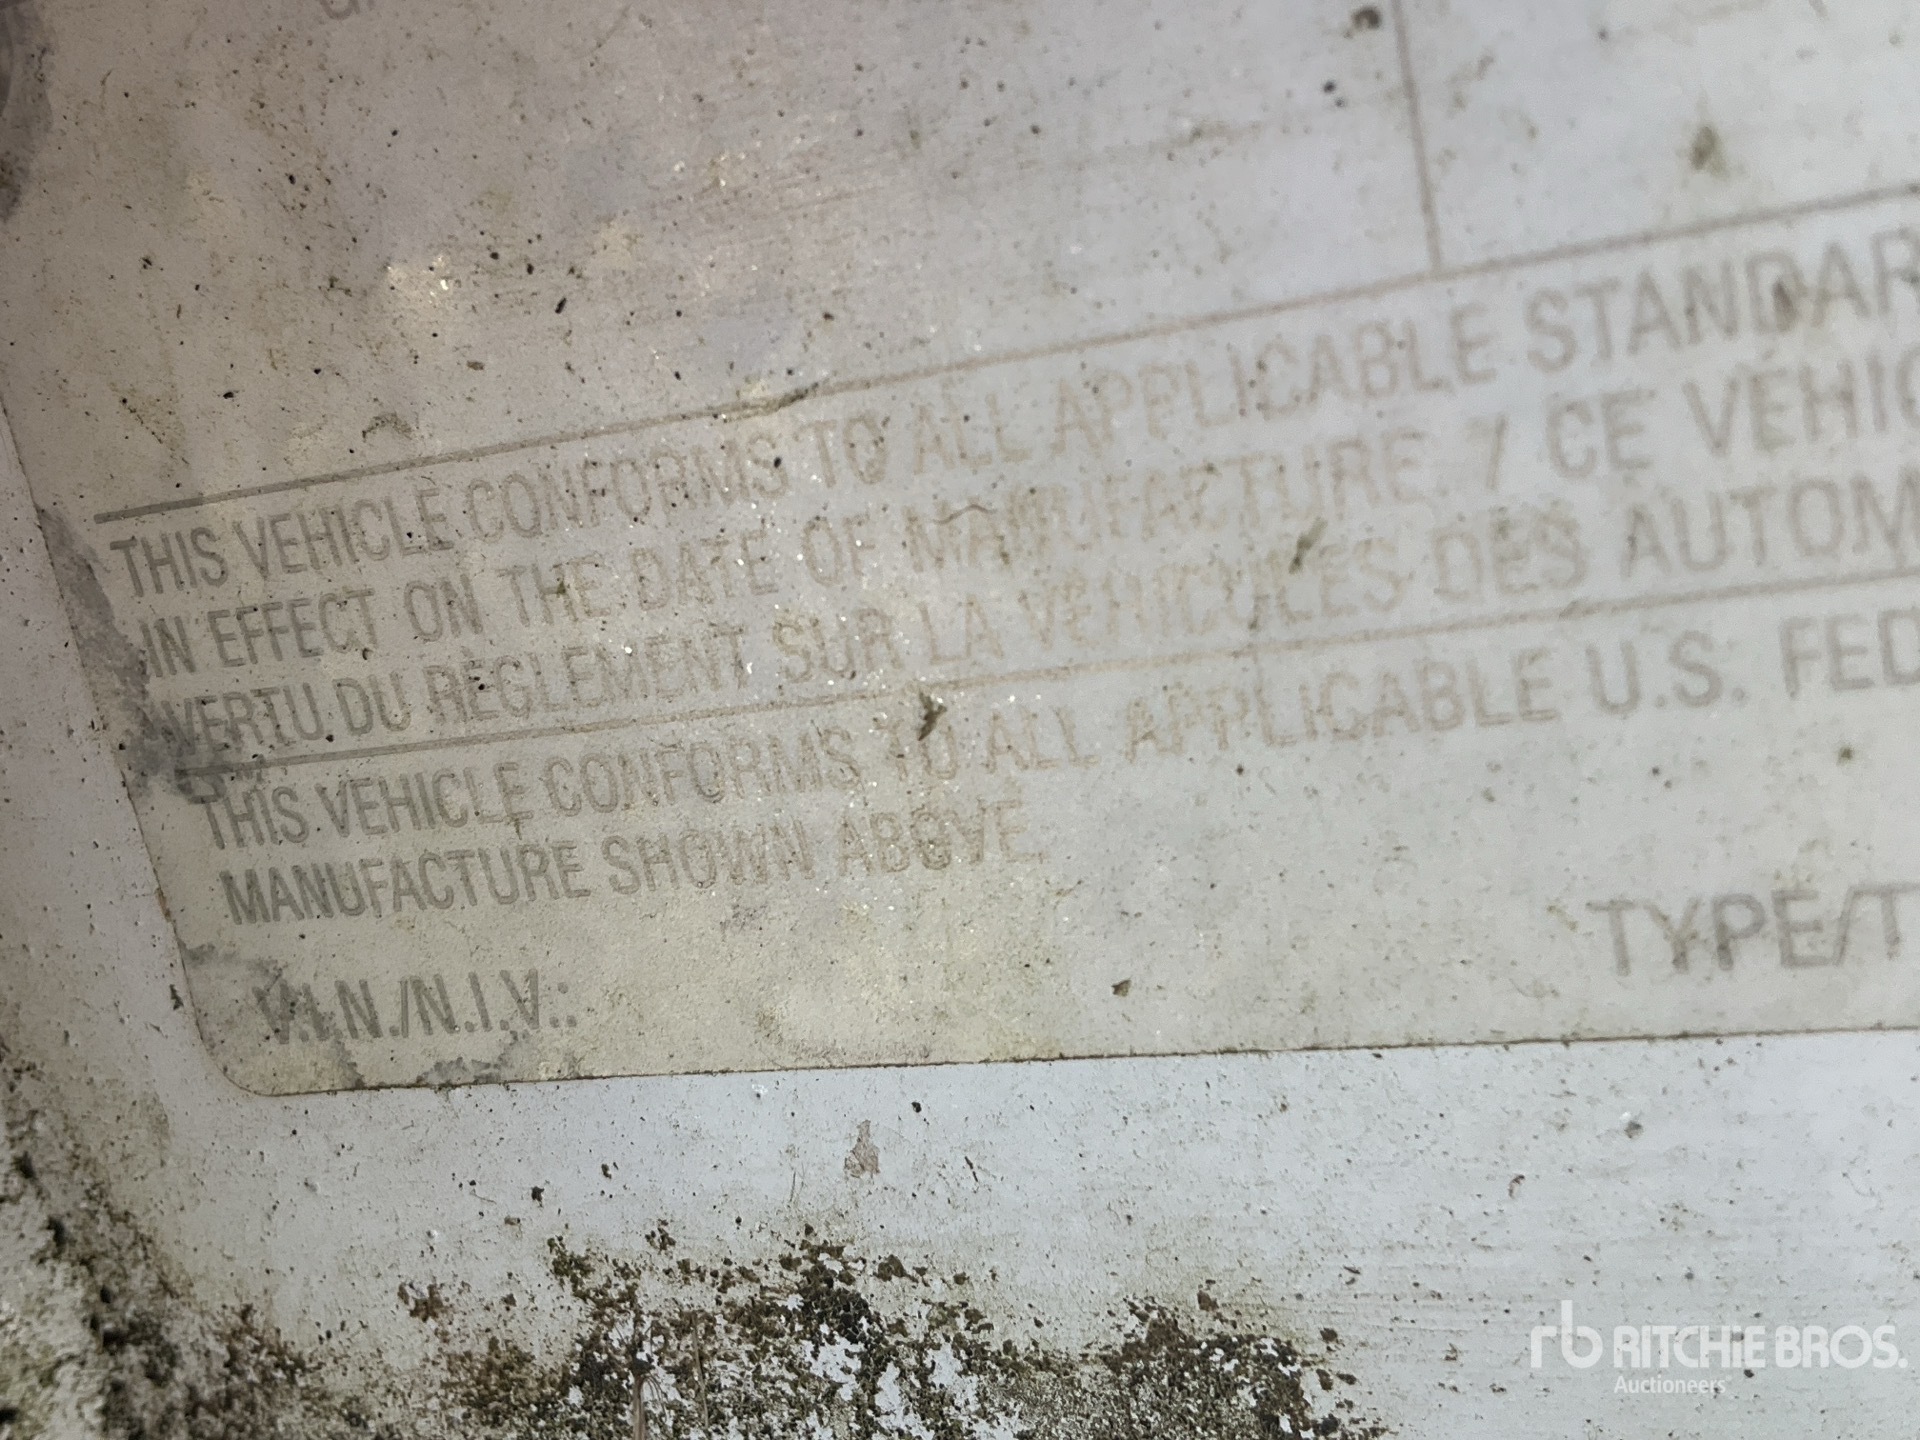 THIS VEHICLE CONFORMS TO ALL APPLICABLE STANDAR
IN EFFECT ON THE DATE OF MANUFACTURE. / CE VÉHIC
VERTU DU RÈGLEMENT SUR LA VÉHICULES DES AUTOM
THIS VEHICLE CONFORMS TO ALL APPLICABLE U.S. FED
MANUFACTURE SHOWN ABOVE.
TYPE/T
V.I.N./N.I.V.:
rb RITCHIE BROS.
Auctioneers